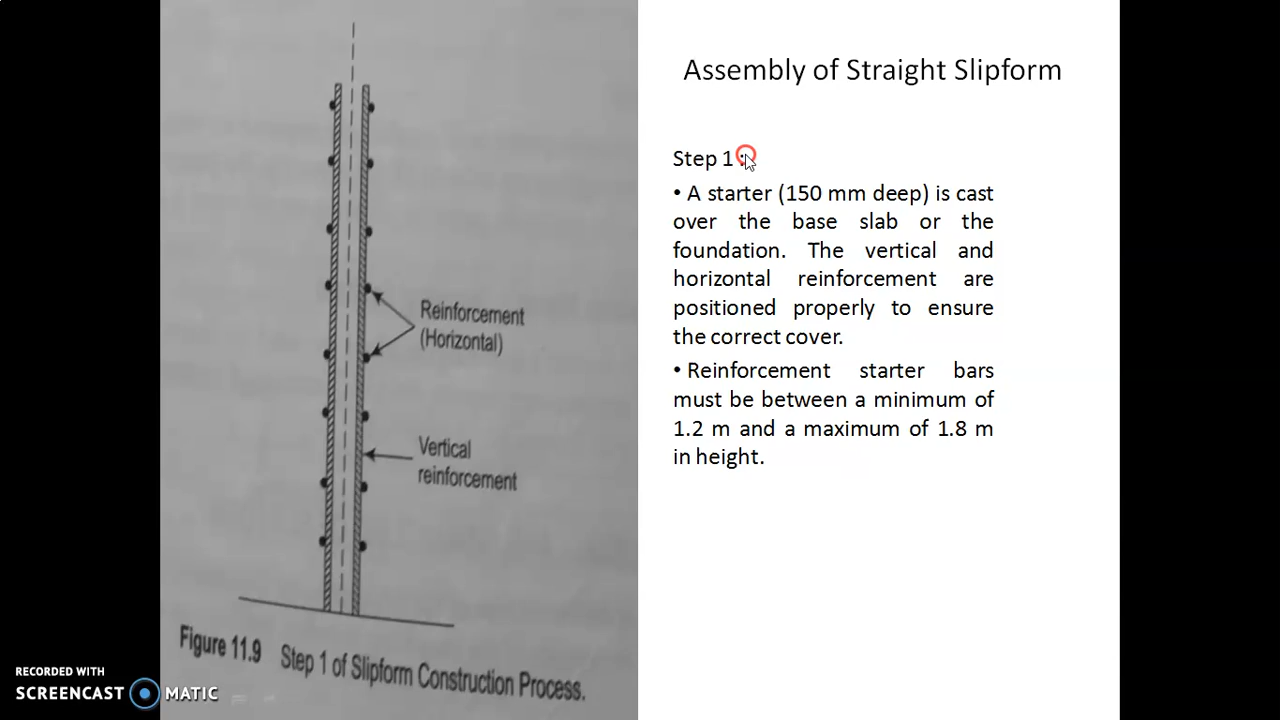 Assembly of Straight Slipform
Step 1 :
• A starter (150 mm deep) is cast
over the base slab or the
foundation. The vertical and
horizontal reinforcement are
positioned properly to ensure
the correct cover.
• Reinforcement starter bars
must be between a minimum of
1.2 m and a maximum of 1.8 m
in height.
Reinforcement
(Horizontal)
Vertical
reinforcement
Figure 11.9 Step 1 of Slipform Construction Process.
RECORDED WITH
SCREENCAST MATIC